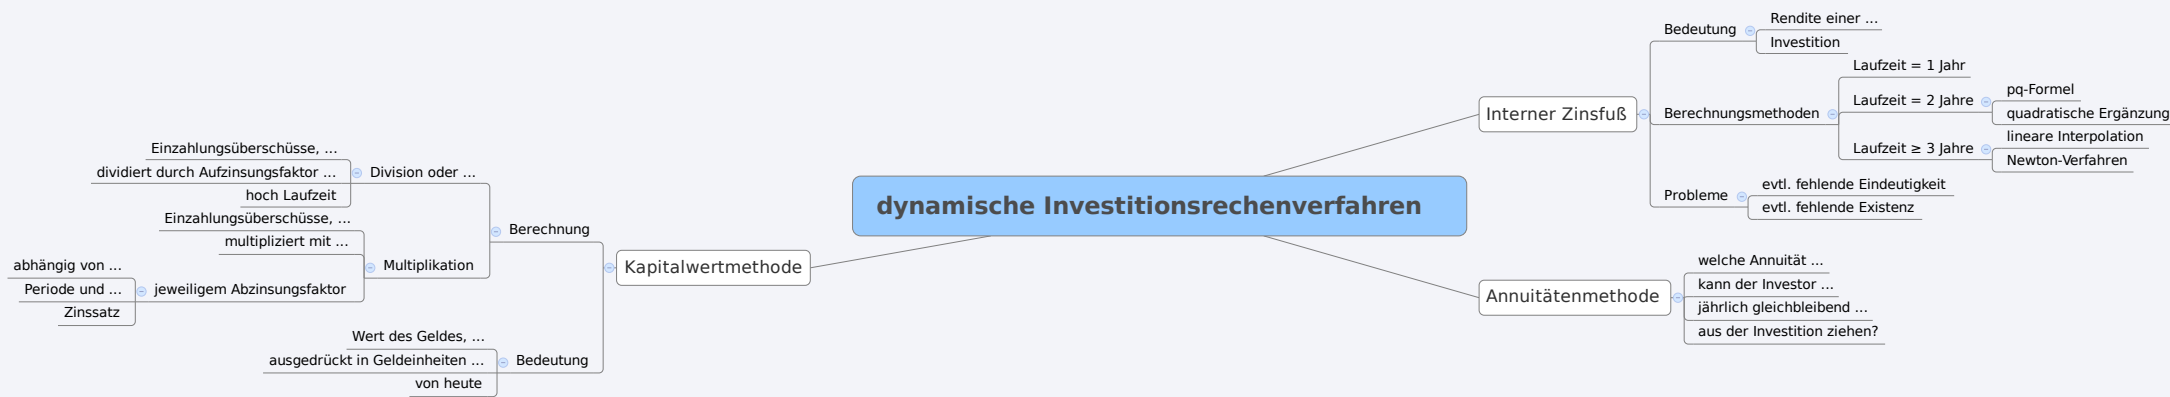 dynamische Investitionsrechenverfahren
Interner Zinsfuß
Bedeutung
Rendite einer ...
Investition
Berechnungsmethoden
Laufzeit = 1 Jahr
Laufzeit = 2 Jahre
pq-Formel
quadratische Ergänzung
Laufzeit ≥ 3 Jahre
lineare Interpolation
Newton-Verfahren
Probleme
evtl. fehlende Eindeutigkeit
evtl. fehlende Existenz
Annuitätenmethode
welche Annuität ...
kann der Investor ...
jährlich gleichbleibend ...
aus der Investition ziehen?
Kapitalwertmethode
Berechnung
Division oder ...
Einzahlungsüberschüsse, ...
dividiert durch Aufzinsungsfaktor ...
hoch Laufzeit
Multiplikation
Einzahlungsüberschüsse, ...
multipliziert mit ...
jeweiligem Abzinsungsfaktor
abhängig von ...
Periode und ...
Zinssatz
Bedeutung
Wert des Geldes, ...
ausgedrückt in Geldeinheiten ...
von heute